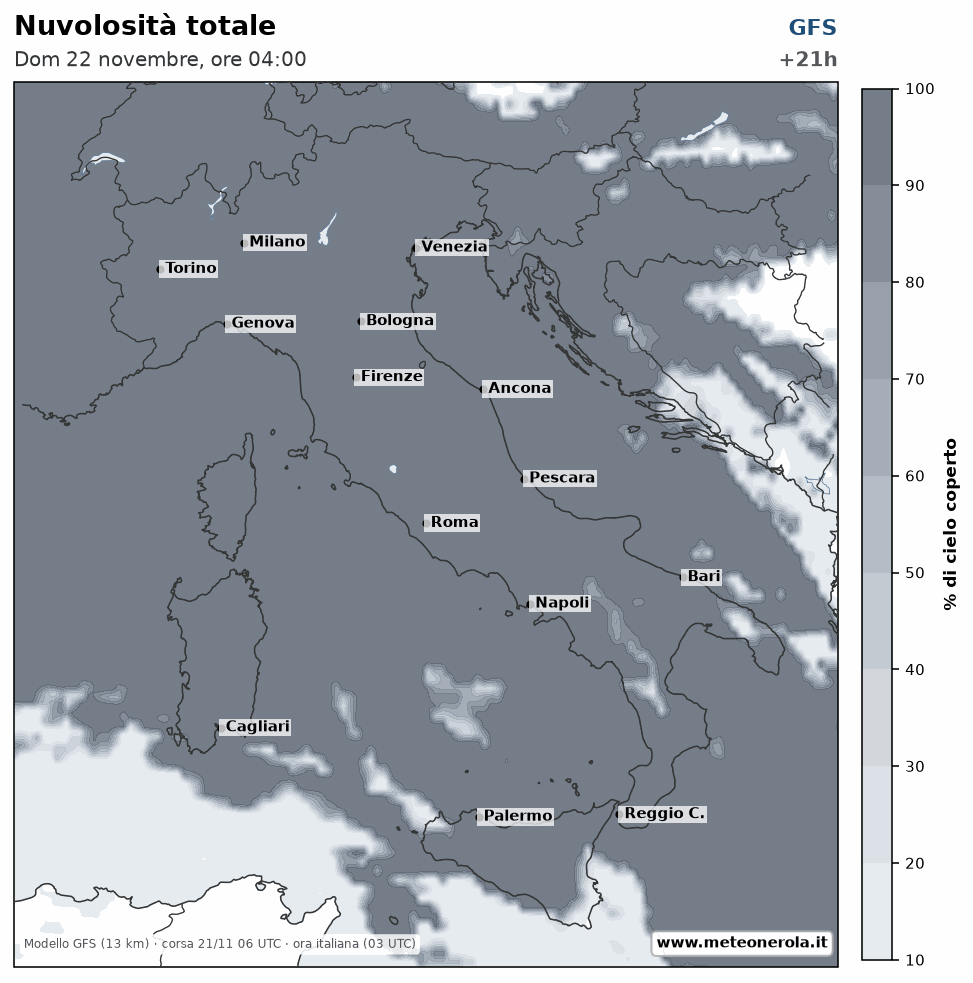 Nuvolosità totale
GFS
Dom 22 novembre, ore 04:00
+21h
100
90
80
70
60
50
40
30
20
10
% di cielo coperto
Milano
Venezia
Torino
Genova
Bologna
Firenze
Ancona
Pescara
Roma
Bari
Napoli
Cagliari
Palermo
Reggio C.
Modello GFS (13 km) · corsa 21/11 06 UTC · ora italiana (03 UTC)
www.meteonerola.it